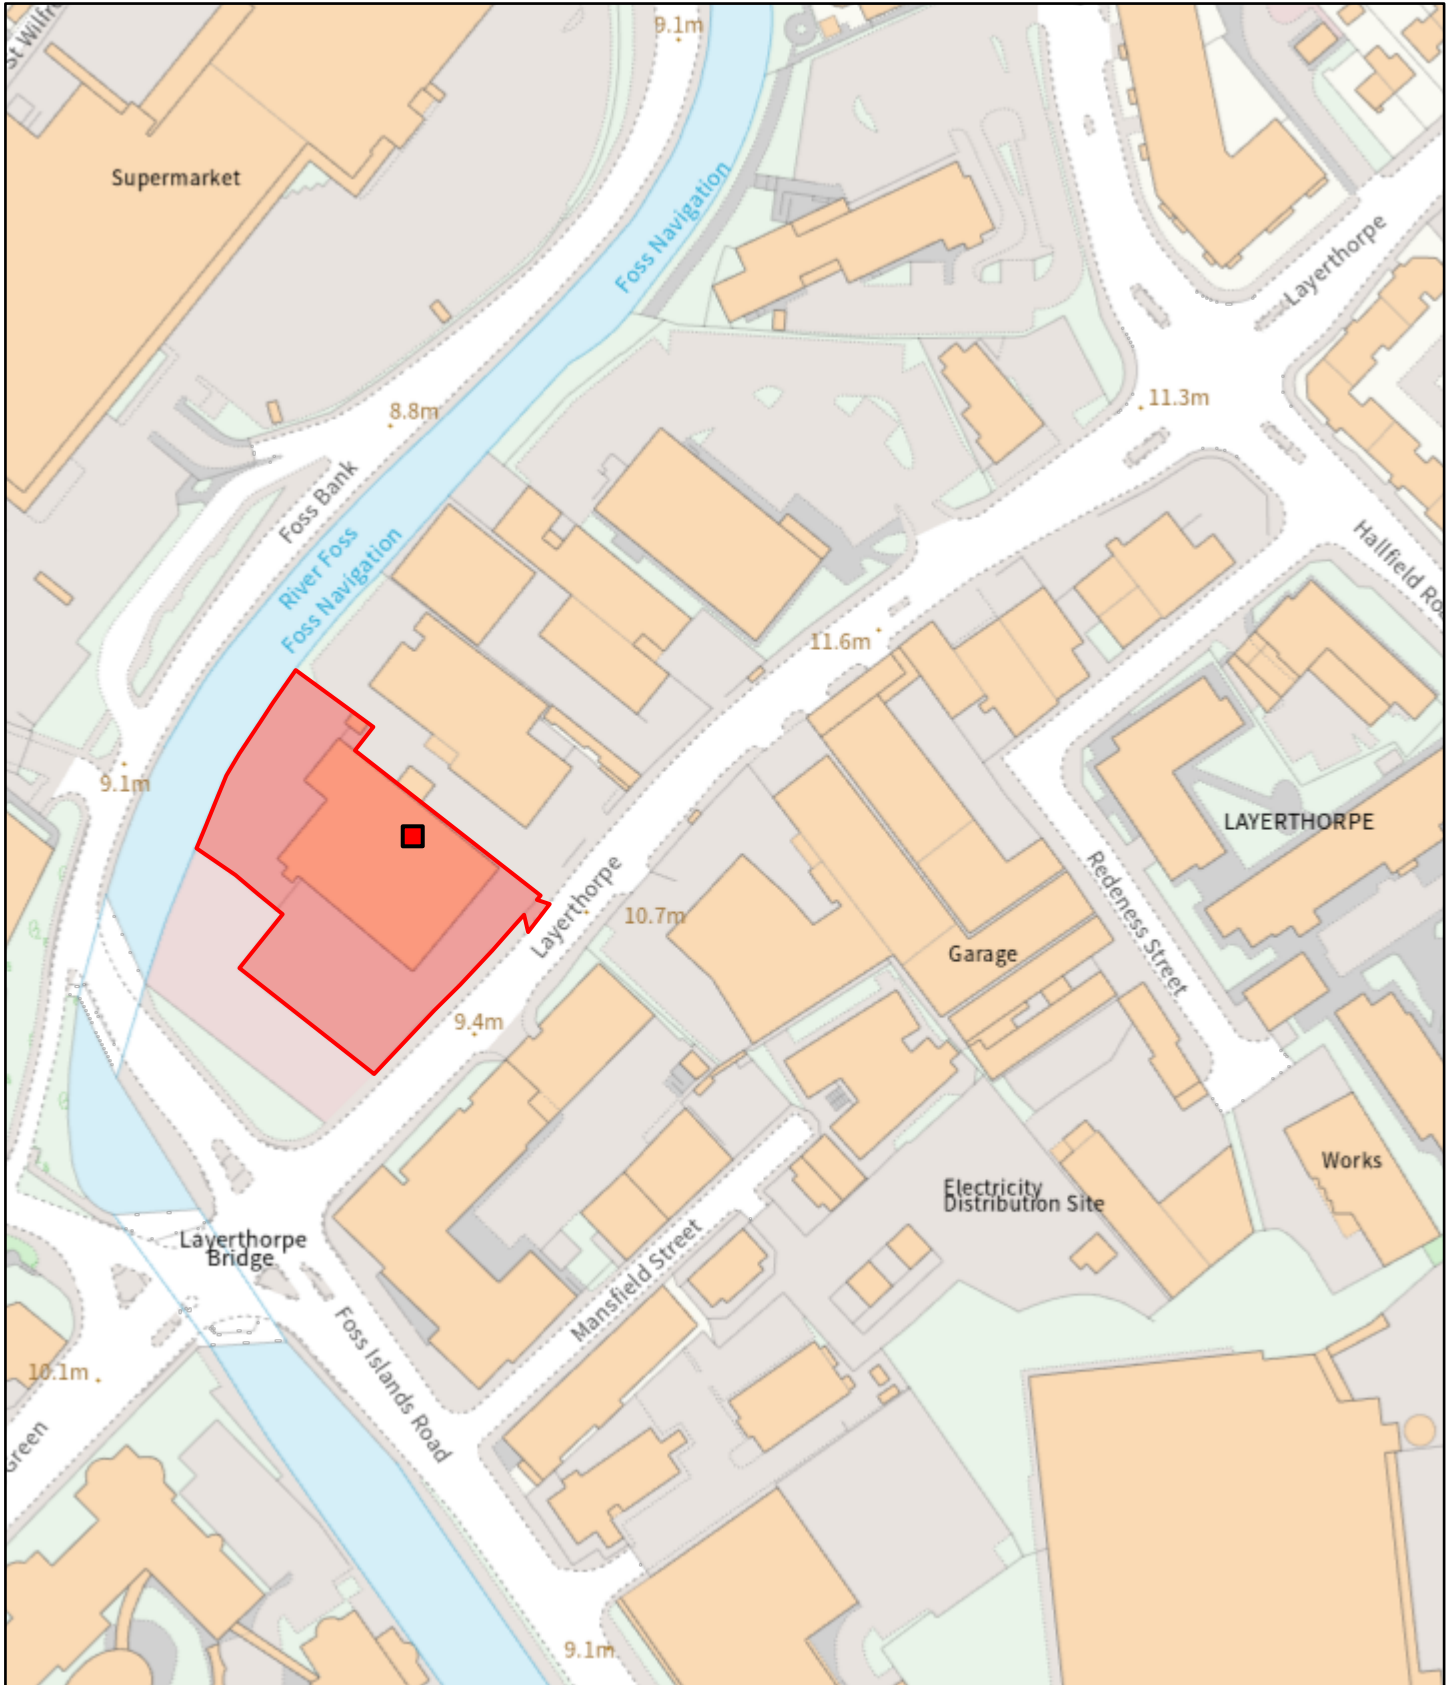 9.1m
St Wilfr
Supermarket
Foss Navigation
Layerthorpe
11.3m
8.8m
Foss Bank
River Foss
Foss Navigation
Hallfield Ro
11.6m
9.1m
LAYERTHORPE
Layerthorpe
10.7m
Redeness Street
Garage
9.4m
Works
Electricity
Distribution Site
Layerthorpe
Bridge
Mansfield Street
Foss Islands Road
10.1m
Green
9.1m